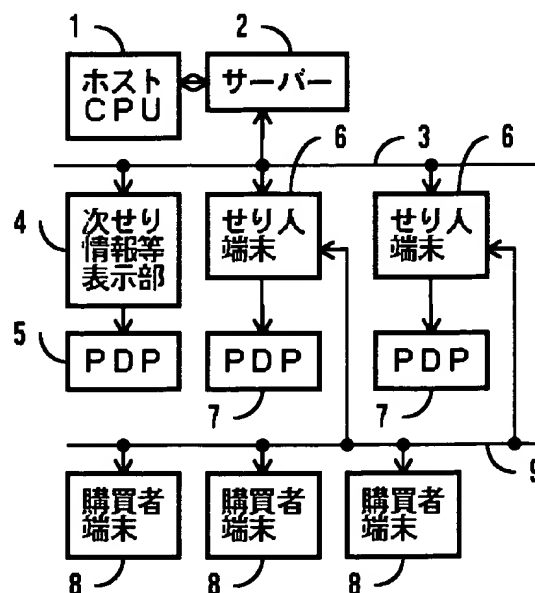 1
2
ホスト
CPU
サーバー
6
3
6
4
次せり
情報等
表示部
せり人
端末
せり人
端末
5
PDP
PDP
PDP
7
7
9
購買者
端末
購買者
端末
購買者
端末
8
8
8